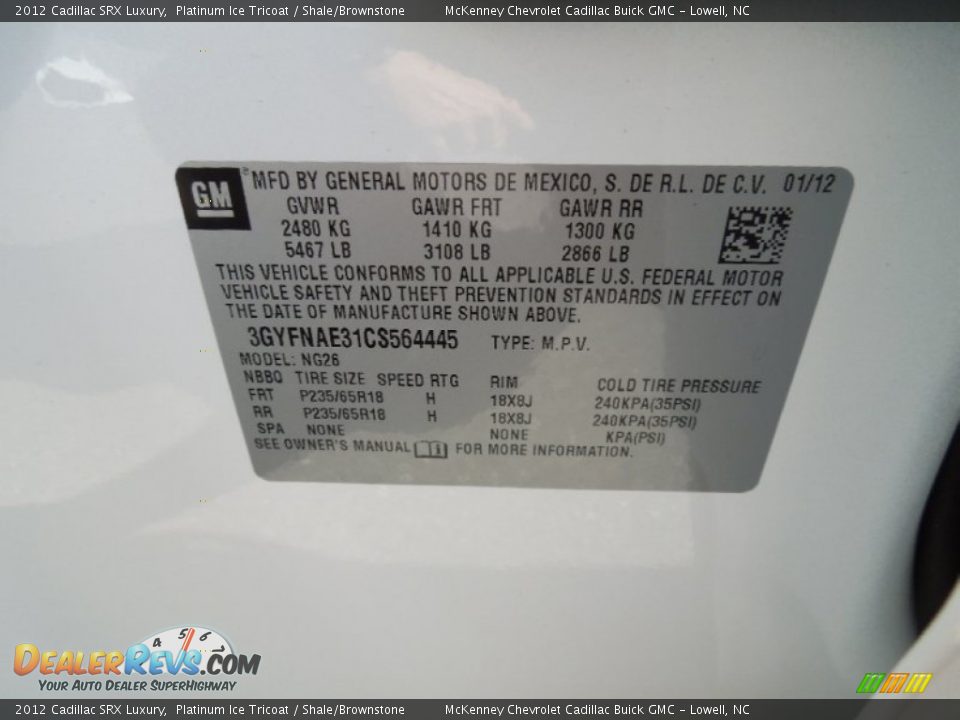 2012 Cadillac SRX Luxury,  Platinum Ice Tricoat / Shale/Brownstone          McKenney Chevrolet Cadillac Buick GMC - Lowell, NC
GM ® MFD BY GENERAL MOTORS DE MEXICO, S. DE R.L. DE C.V. 01/12
GVWR GAWR FRT GAWR RR
2480 KG 1410 KG 1300 KG
5467 LB 3108 LB 2866 LB
THIS VEHICLE CONFORMS TO ALL APPLICABLE U.S. FEDERAL MOTOR
VEHICLE SAFETY AND THEFT PREVENTION STANDARDS IN EFFECT ON
THE DATE OF MANUFACTURE SHOWN ABOVE.
3GYFNAE31CS564445 TYPE: M.P.V.
MODEL: NG26
NBBQ TIRE SIZE SPEED RTG RIM COLD TIRE PRESSURE
FRT P235/65R18 H 18X8J 240KPA(35PSI)
RR P235/65R18 H 18X8J 240KPA(35PSI)
SPA NONE NONE KPA(PSI)
SEE OWNER'S MANUAL FOR MORE INFORMATION.
4 5 6 7
DealerRevs.com
Your Auto Dealer SuperHighway
2012 Cadillac SRX Luxury,  Platinum Ice Tricoat / Shale/Brownstone          McKenney Chevrolet Cadillac Buick GMC - Lowell, NC